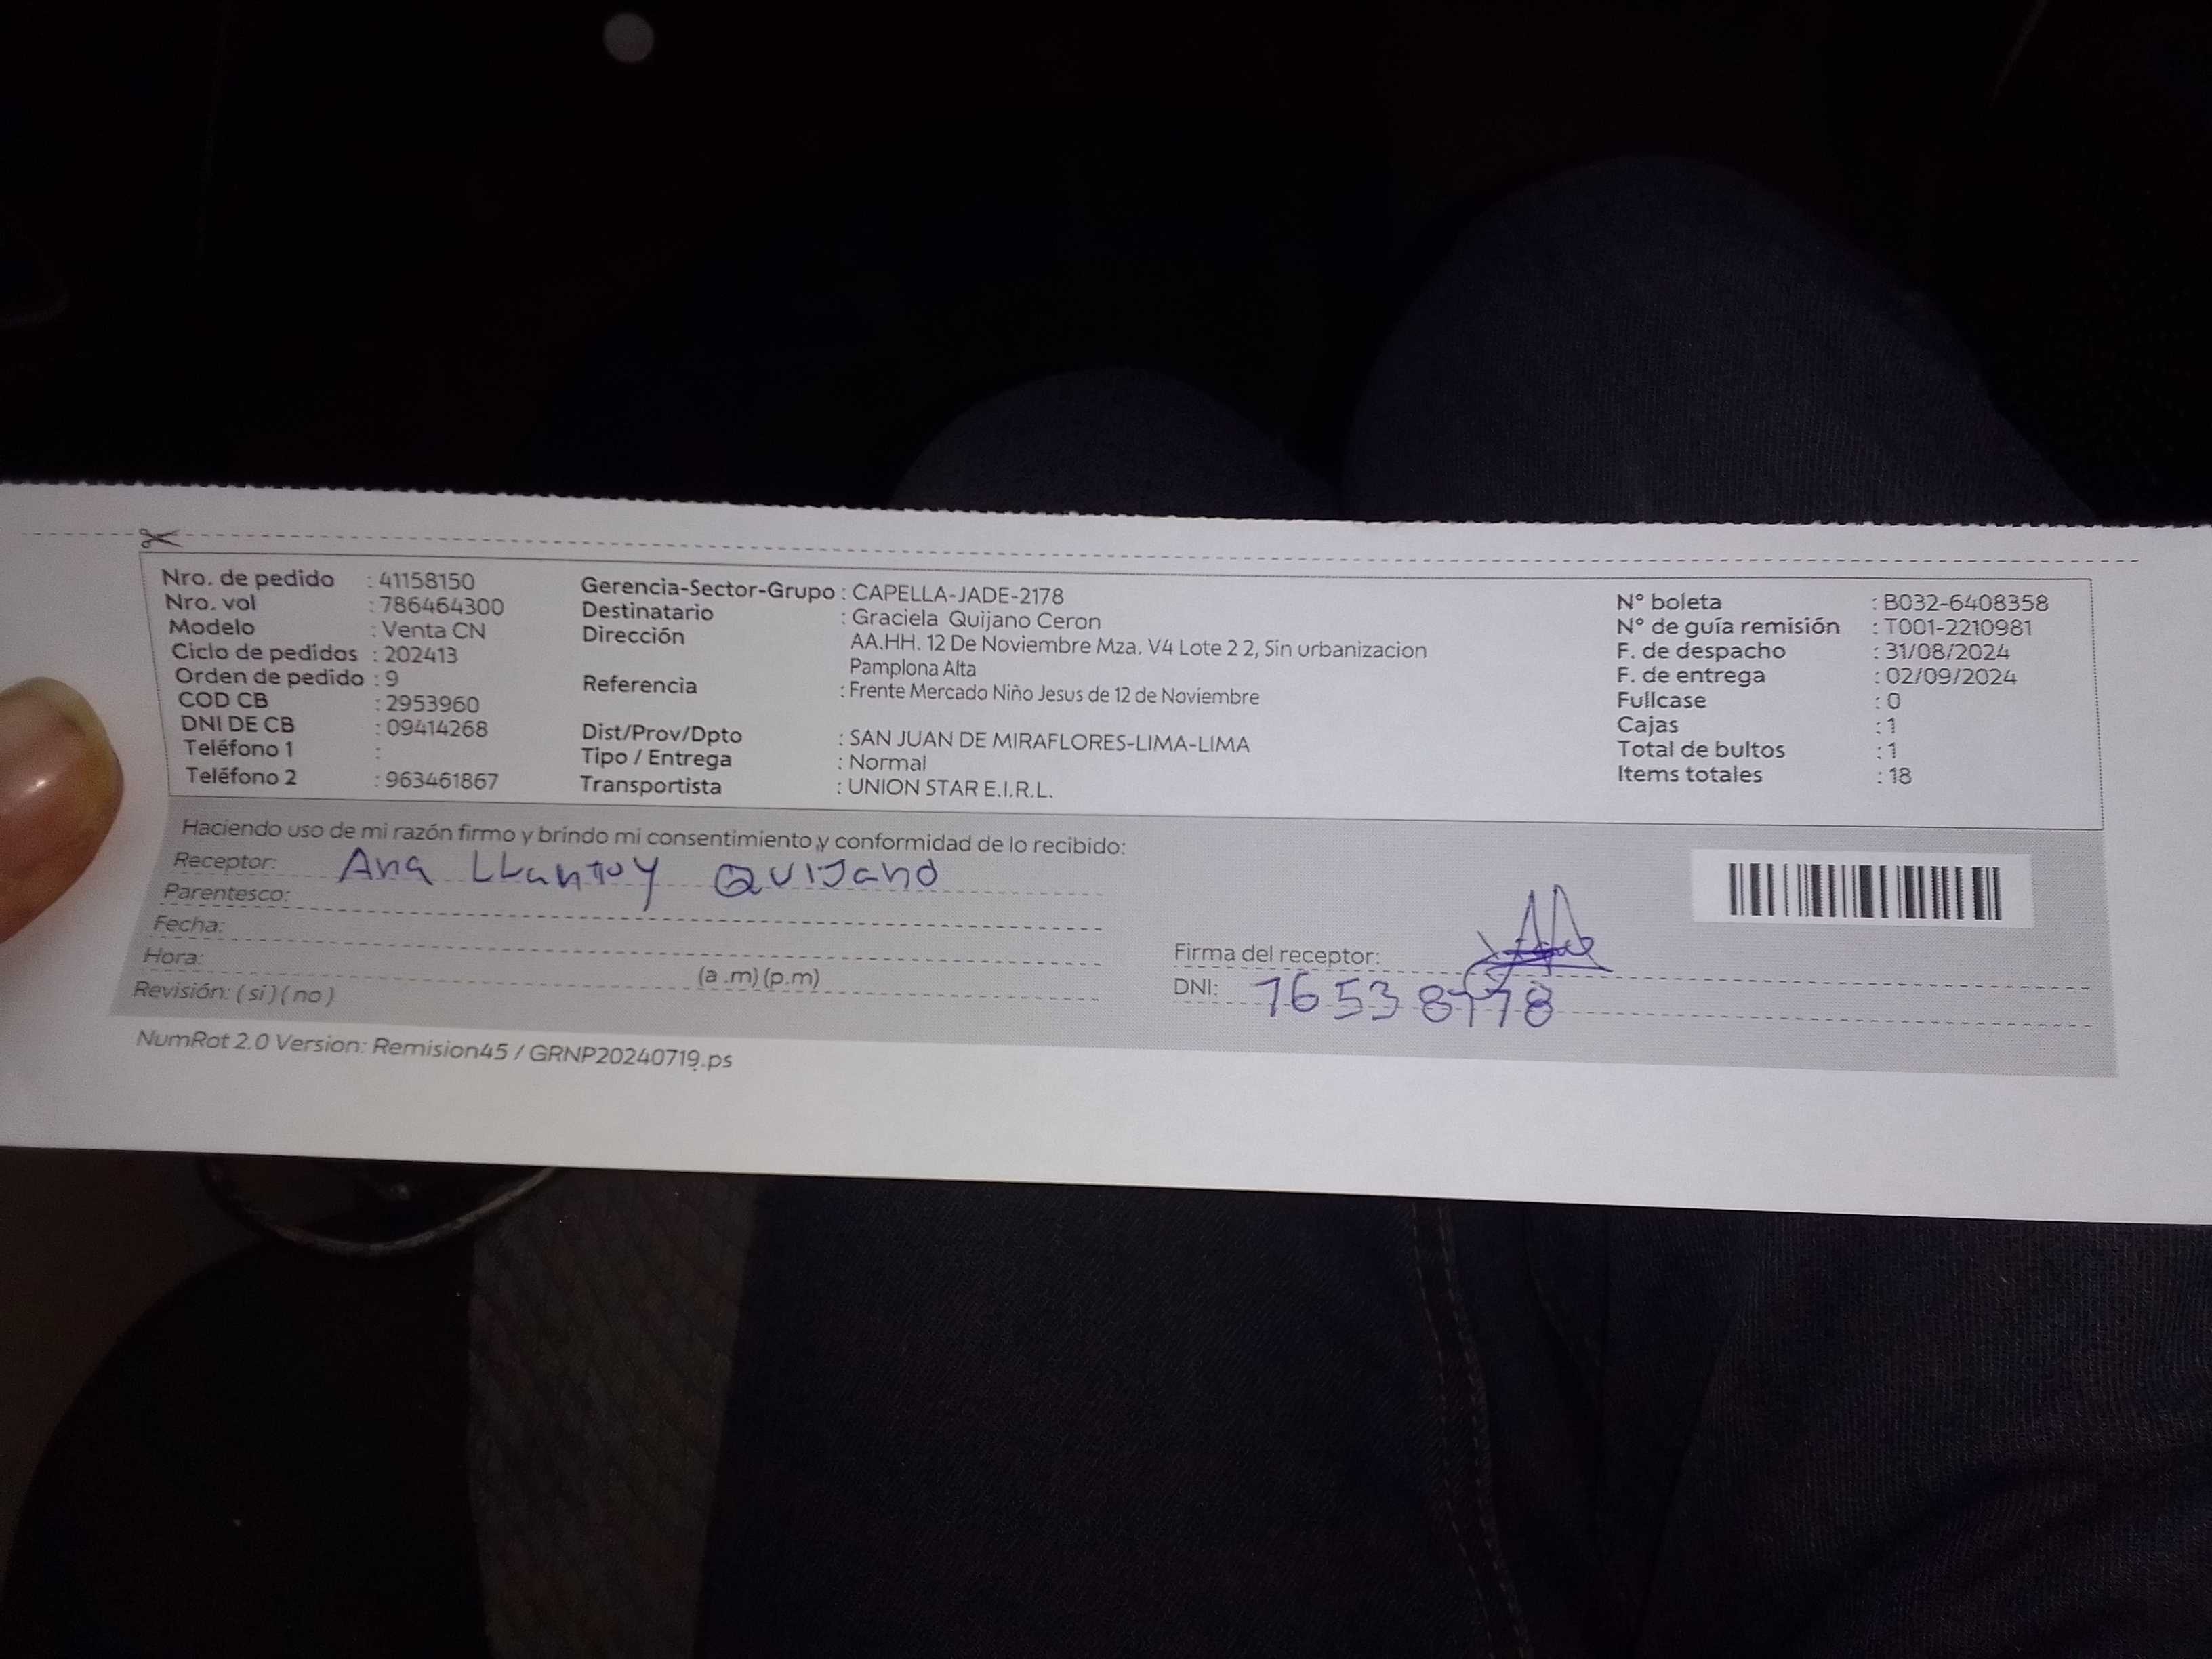 Nro. de pedido : 41158150
Nro. vol : 786464300
Modelo : Venta CN
Ciclo de pedidos : 202413
Orden de pedido : 9
COD CB : 2953960
DNI DE CB : 09414268
Teléfono 1 :
Teléfono 2 : 963461867
Gerencia-Sector-Grupo : CAPELLA-JADE-2178
Destinatario : Graciela Quijano Ceron
Dirección AA.HH. 12 De Noviembre Mza. V4 Lote 2 2, Sin urbanizacion
Pamplona Alta
Referencia : Frente Mercado Niño Jesus de 12 de Noviembre
Dist/Prov/Dpto : SAN JUAN DE MIRAFLORES-LIMA-LIMA
Tipo / Entrega : Normal
Transportista : UNION STAR E.I.R.L.
N° boleta : B032-6408358
N° de guía remisión : T001-2210981
F. de despacho : 31/08/2024
F. de entrega : 02/09/2024
Fullcase : 0
Cajas : 1
Total de bultos : 1
Items totales : 18
Haciendo uso de mi razón firmo y brindo mi consentimiento y conformidad de lo recibido:
Receptor: Ana LLantoy Quijano
Parentesco:
Fecha:
Hora: (a .m) (p.m)
Revisión: ( sí ) ( no )
Firma del receptor:
DNI: 76538778
NumRot 2.0 Version: Remision45 / GRNP20240719.ps